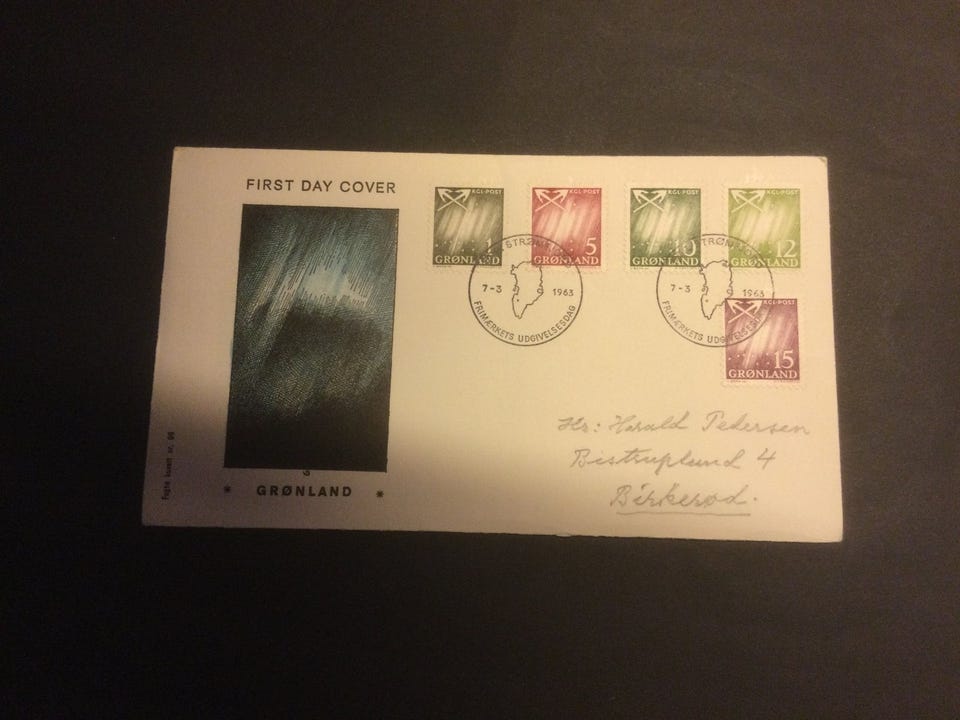 FIRST DAY COVER
KGL·POST
1
GRØNLAND
KGL·POST
5
GRØNLAND
KGL·POST
10
GRØNLAND
KGL·POST
12
GRØNLAND
7-3 1963
FRIMÆRKETS UDGIVELSESDAG
7-3 1963
FRIMÆRKETS UDGIVELSESDAG
KGL·POST
15
GRØNLAND
Hr: Harald Pedersen
Bistruplund 4
Birkerød.
* GRØNLAND *